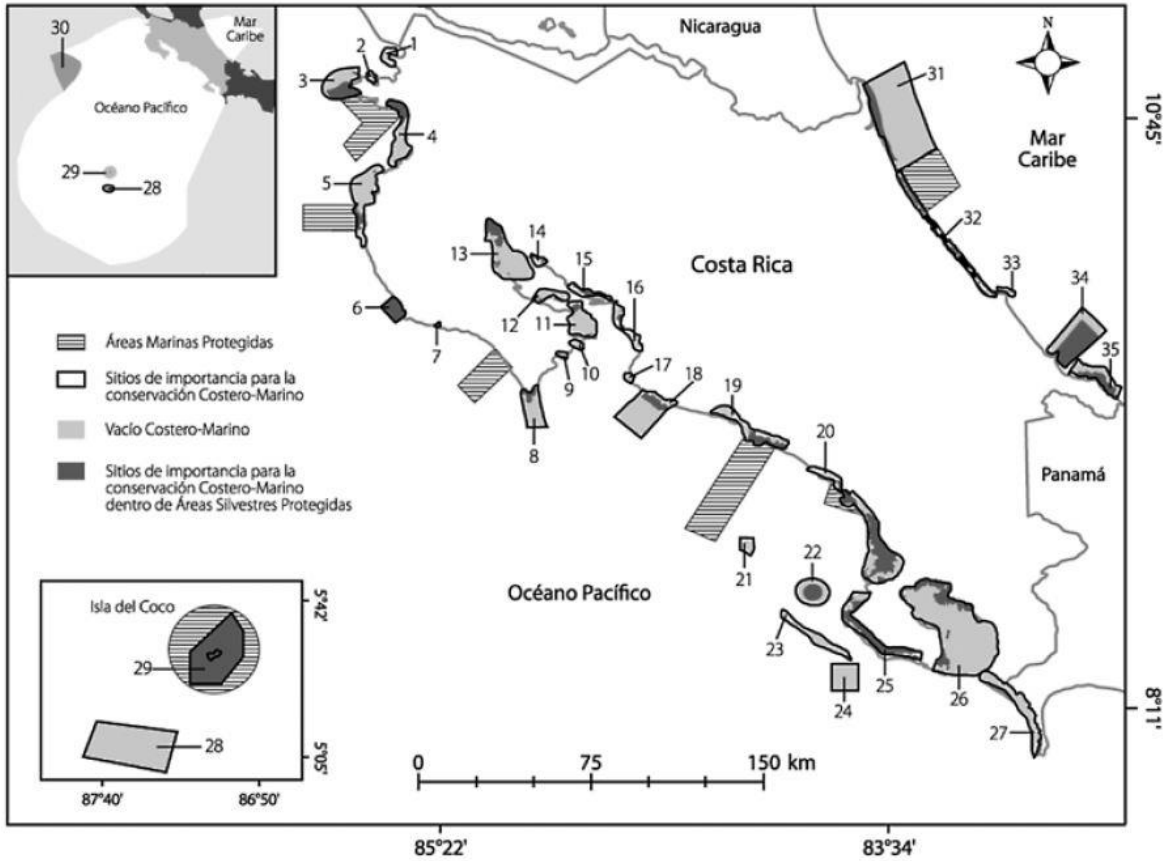 30
Mar
Caribe
Océano Pacífico
29
28
Nicaragua
N
1
2
3
4
5
6
7
8
9
10
11
12
13
14
15
16
17
18
19
20
21
22
23
24
25
26
27
31
32
33
34
35
10°45'
Mar
Caribe
Costa Rica
Panamá
Océano Pacífico
Áreas Marinas Protegidas
Sitios de importancia para la
conservación Costero-Marino
Vacío Costero-Marino
Sitios de importancia para la
conservación Costero-Marino
dentro de Áreas Silvestres Protegidas
Isla del Coco
29
28
5°42'
5°05'
87°40'
86°50'
0 75 150 km
8°11'
85°22'
83°34'